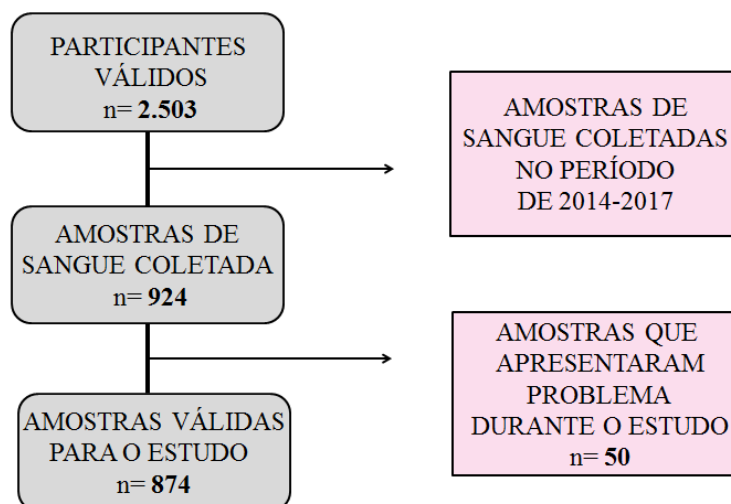 PARTICIPANTES
VÁLIDOS
n= 2.503
AMOSTRAS DE
SANGUE COLETADAS
NO PERÍODO
DE 2014-2017
AMOSTRAS DE
SANGUE COLETADA
n= 924
AMOSTRAS QUE
APRESENTARAM
PROBLEMA
DURANTE O ESTUDO
n= 50
AMOSTRAS VÁLIDAS
PARA O ESTUDO
n= 874